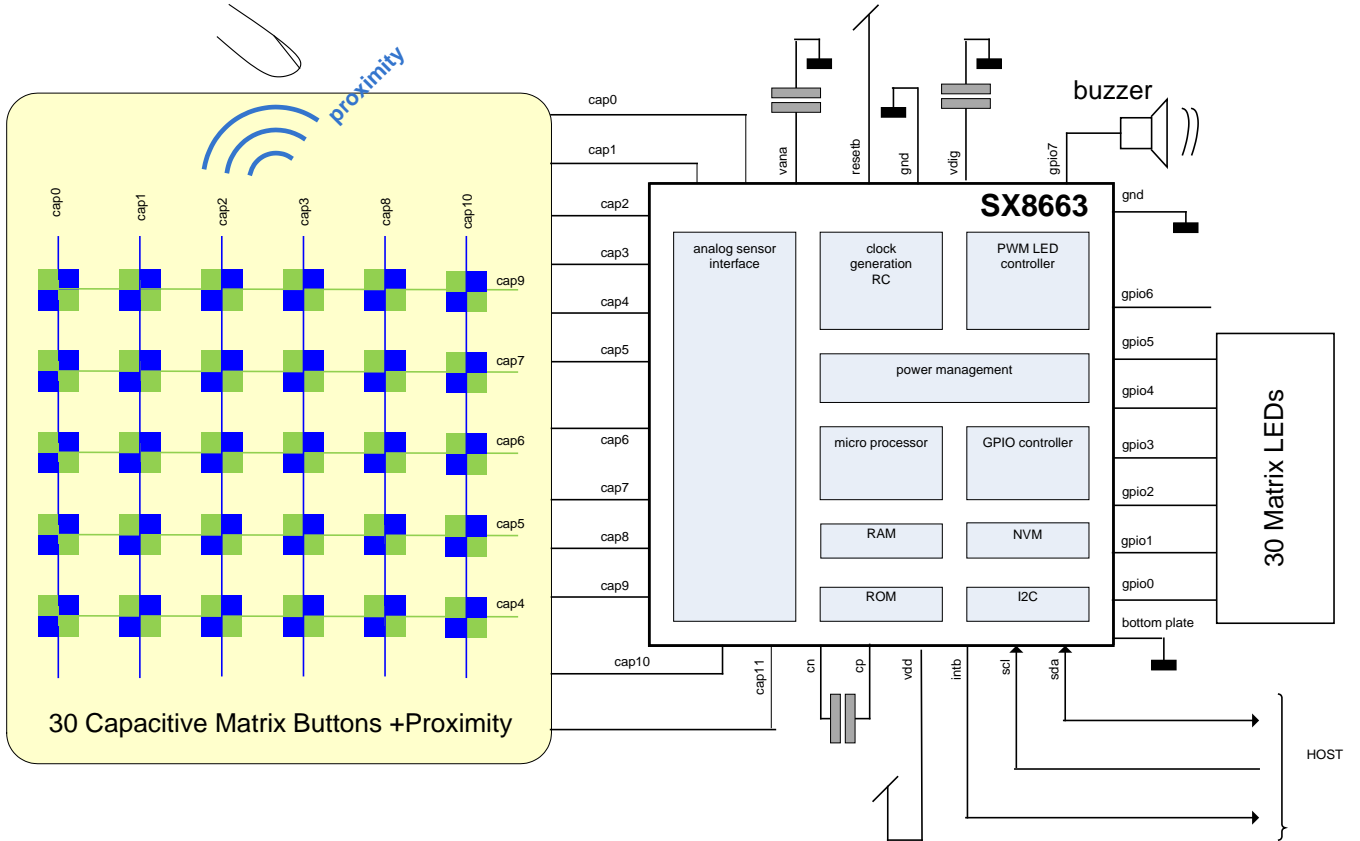 proximity
cap0
cap1
cap2
cap3
cap8
cap10
cap9
cap7
cap6
cap5
cap4
30 Capacitive Matrix Buttons +Proximity
cap0
cap1
cap2
cap3
cap4
cap5
cap6
cap7
cap8
cap9
cap10
cap11
vana
resetb
gnd
vdig
gpio7
buzzer
SX8663
analog sensor
interface
clock
generation
RC
PWM LED
controller
power management
micro processor
GPIO controller
RAM
NVM
ROM
I2C
gnd
gpio6
gpio5
gpio4
gpio3
gpio2
gpio1
gpio0
bottom plate
30 Matrix LEDs
cn
cp
vdd
intb
scl
sda
HOST